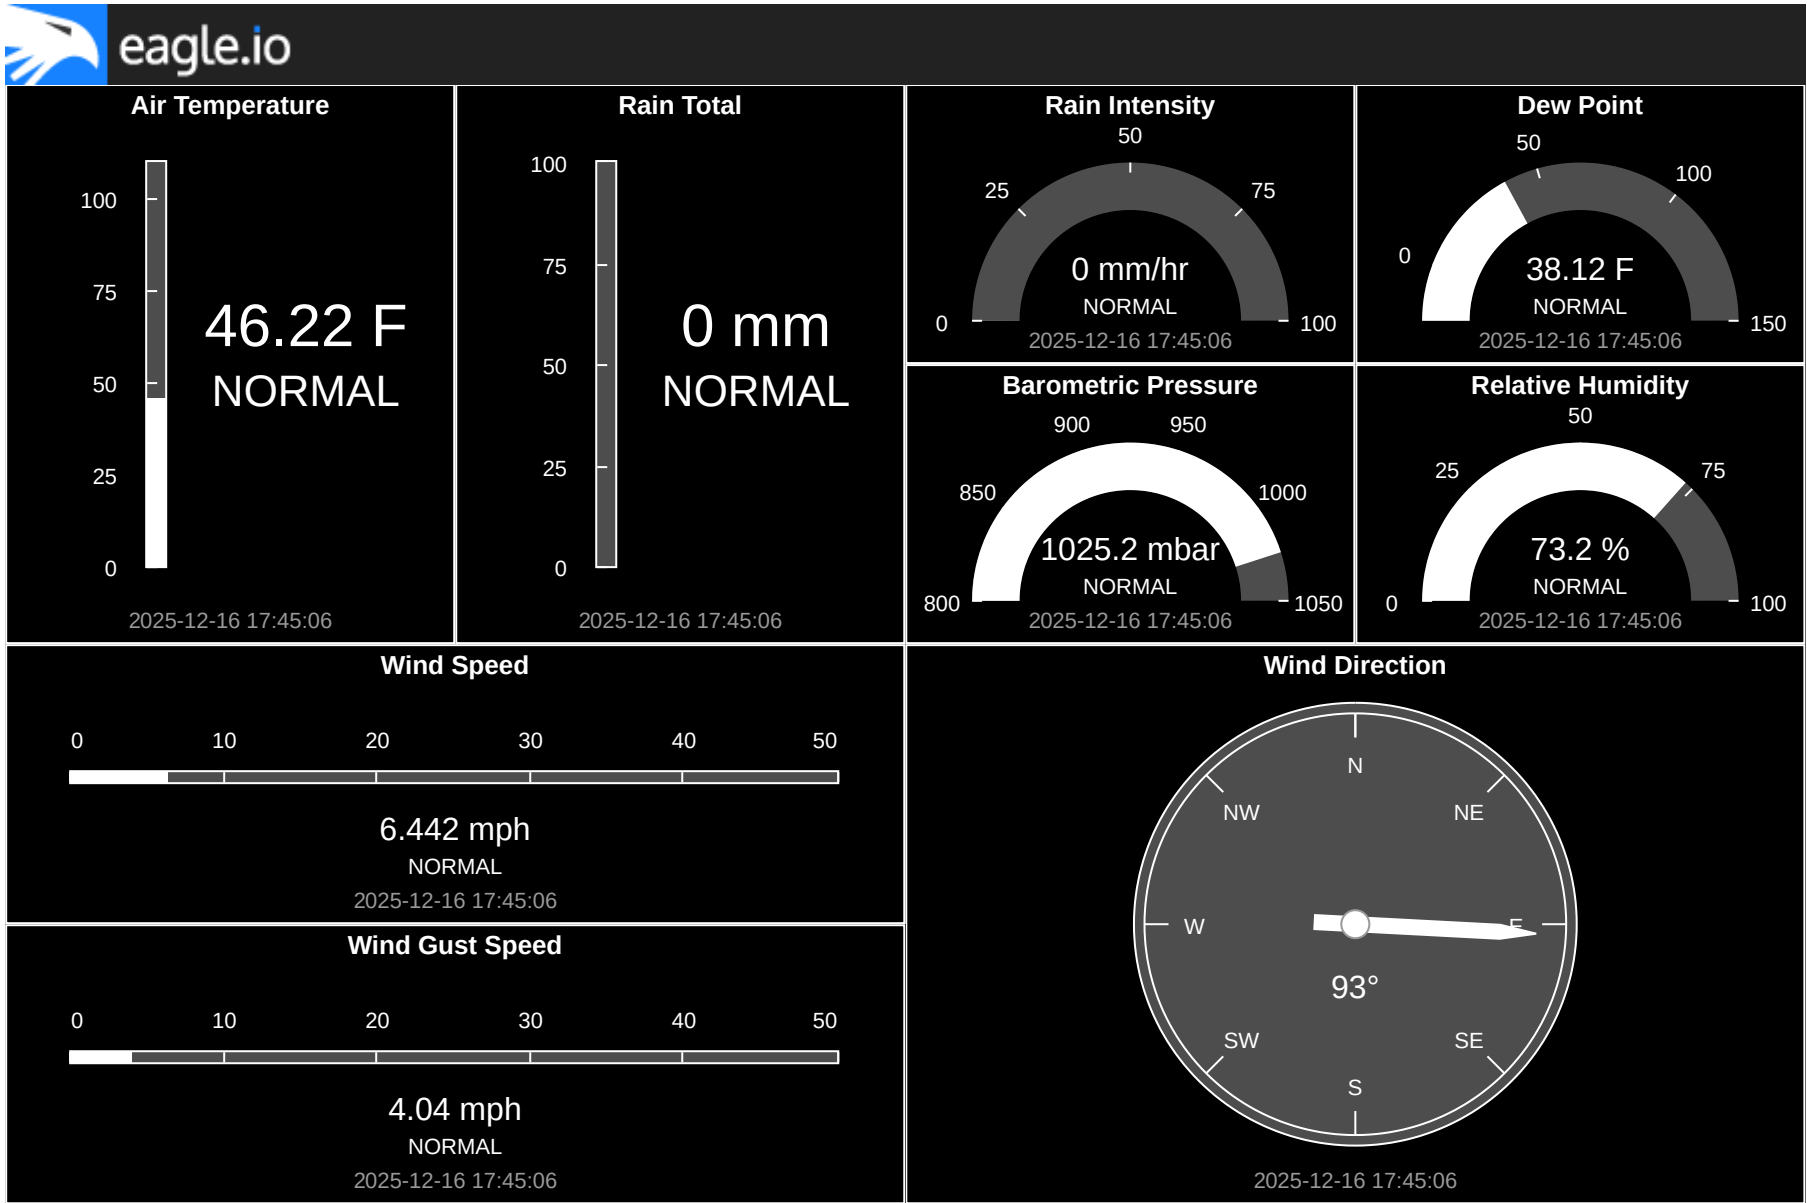 eagle.io
Air Temperature
100
75
50
25
0
46.22 F
NORMAL
2025-12-16 17:45:06
Rain Total
100
75
50
25
0
0 mm
NORMAL
2025-12-16 17:45:06
Rain Intensity
0
25
50
75
100
0 mm/hr
NORMAL
2025-12-16 17:45:06
Dew Point
0
50
100
150
38.12 F
NORMAL
2025-12-16 17:45:06
Barometric Pressure
800
850
900
950
1000
1050
1025.2 mbar
NORMAL
2025-12-16 17:45:06
Relative Humidity
0
25
50
75
100
73.2 %
NORMAL
2025-12-16 17:45:06
Wind Speed
0 10 20 30 40 50
6.442 mph
NORMAL
2025-12-16 17:45:06
Wind Gust Speed
0 10 20 30 40 50
4.04 mph
NORMAL
2025-12-16 17:45:06
Wind Direction
N
NW NE
W E
93°
SW SE
S
2025-12-16 17:45:06